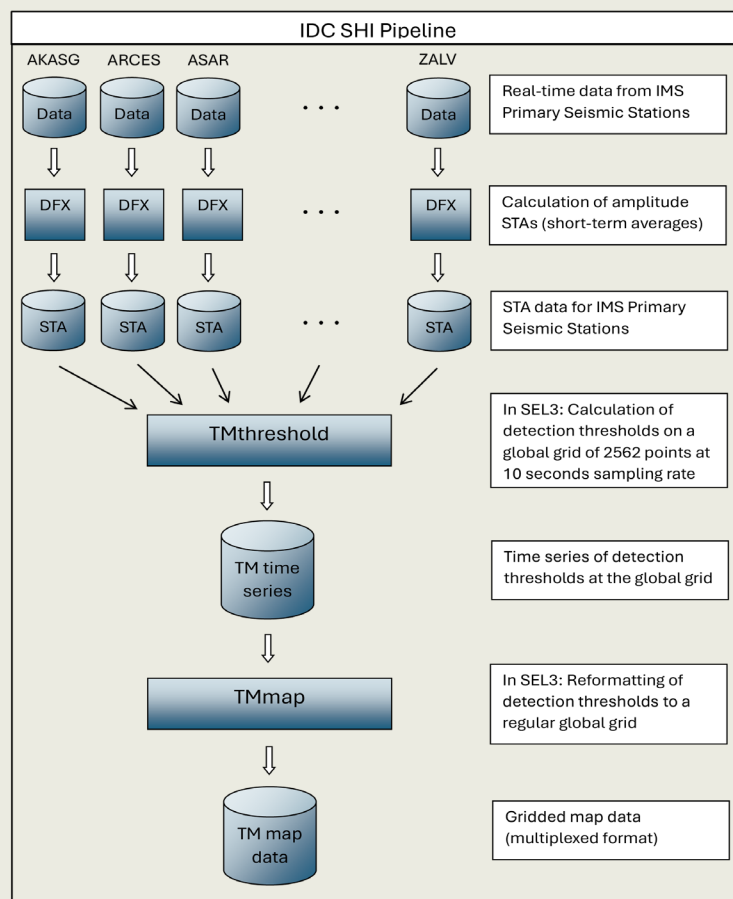 IDC SHI Pipeline
AKASG ARCES ASAR ZALV
Data Data Data . . . Data
Real-time data from IMS
Primary Seismic Stations
DFX DFX DFX . . . DFX
Calculation of amplitude
STAs (short-term averages)
STA STA STA . . . STA
STA data for IMS Primary
Seismic Stations
TMthreshold
In SEL3: Calculation of
detection thresholds on a
global grid of 2562 points at
10 seconds sampling rate
TM time
series
Time series of detection
thresholds at the global grid
TMmap
In SEL3: Reformatting of
detection thresholds to a
regular global grid
TM map
data
Gridded map data
(multiplexed format)